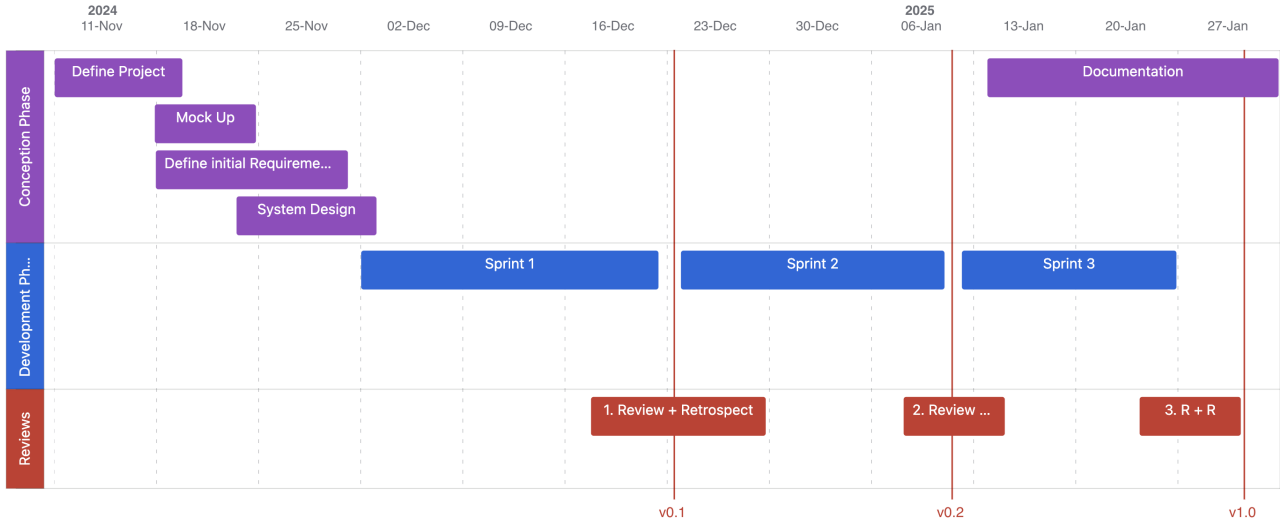 2024
2025
11-Nov
18-Nov
25-Nov
02-Dec
09-Dec
16-Dec
23-Dec
30-Dec
06-Jan
13-Jan
20-Jan
27-Jan
Conception Phase
Define Project
Documentation
Mock Up
Define initial Requireme...
System Design
Development Ph...
Sprint 1
Sprint 2
Sprint 3
Reviews
1. Review + Retrospect
2. Review ...
3. R + R
v0.1
v0.2
v1.0